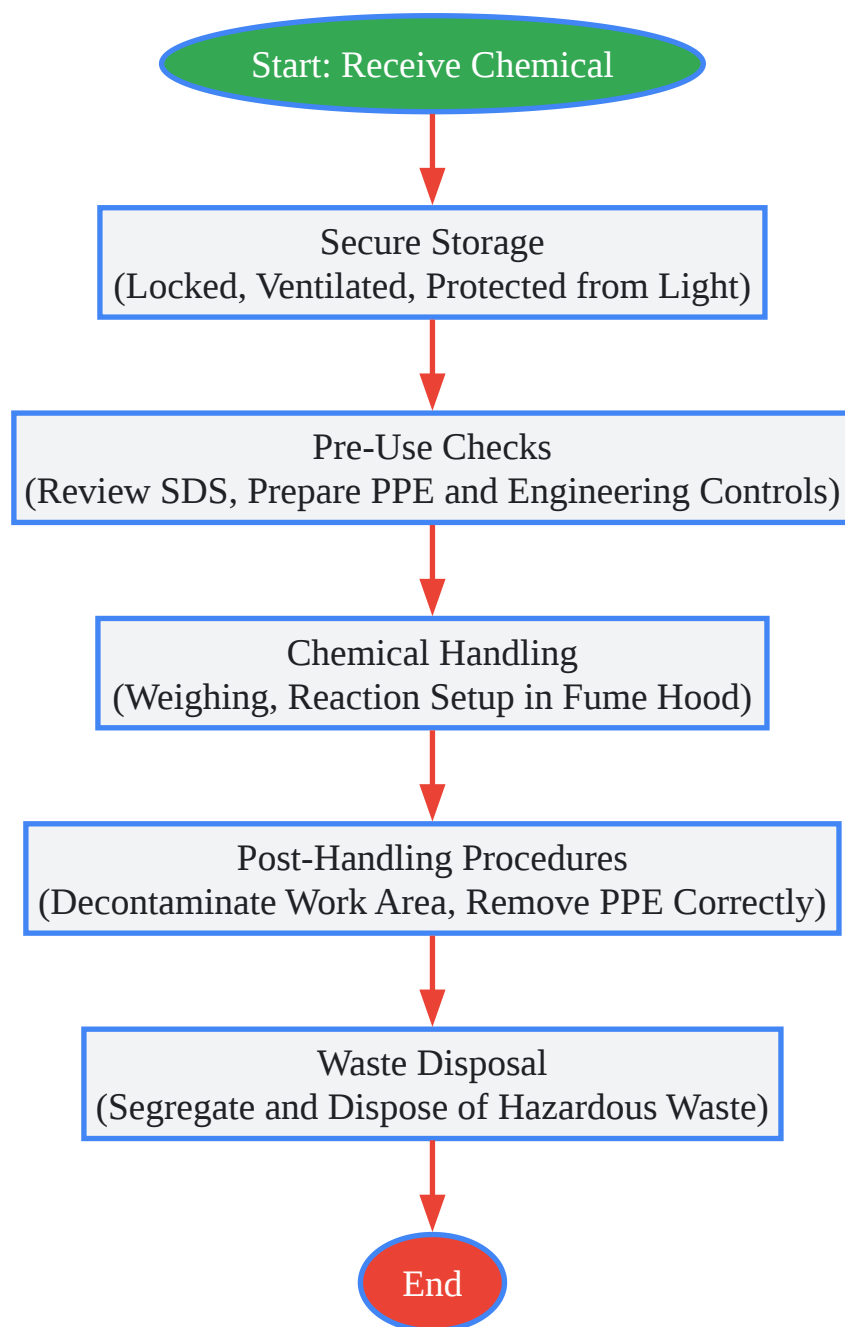 Start: Receive Chemical
Secure Storage
(Locked, Ventilated, Protected from Light)
Pre-Use Checks
(Review SDS, Prepare PPE and Engineering Controls)
Chemical Handling
(Weighing, Reaction Setup in Fume Hood)
Post-Handling Procedures
(Decontaminate Work Area, Remove PPE Correctly)
Waste Disposal
(Segregate and Dispose of Hazardous Waste)
End